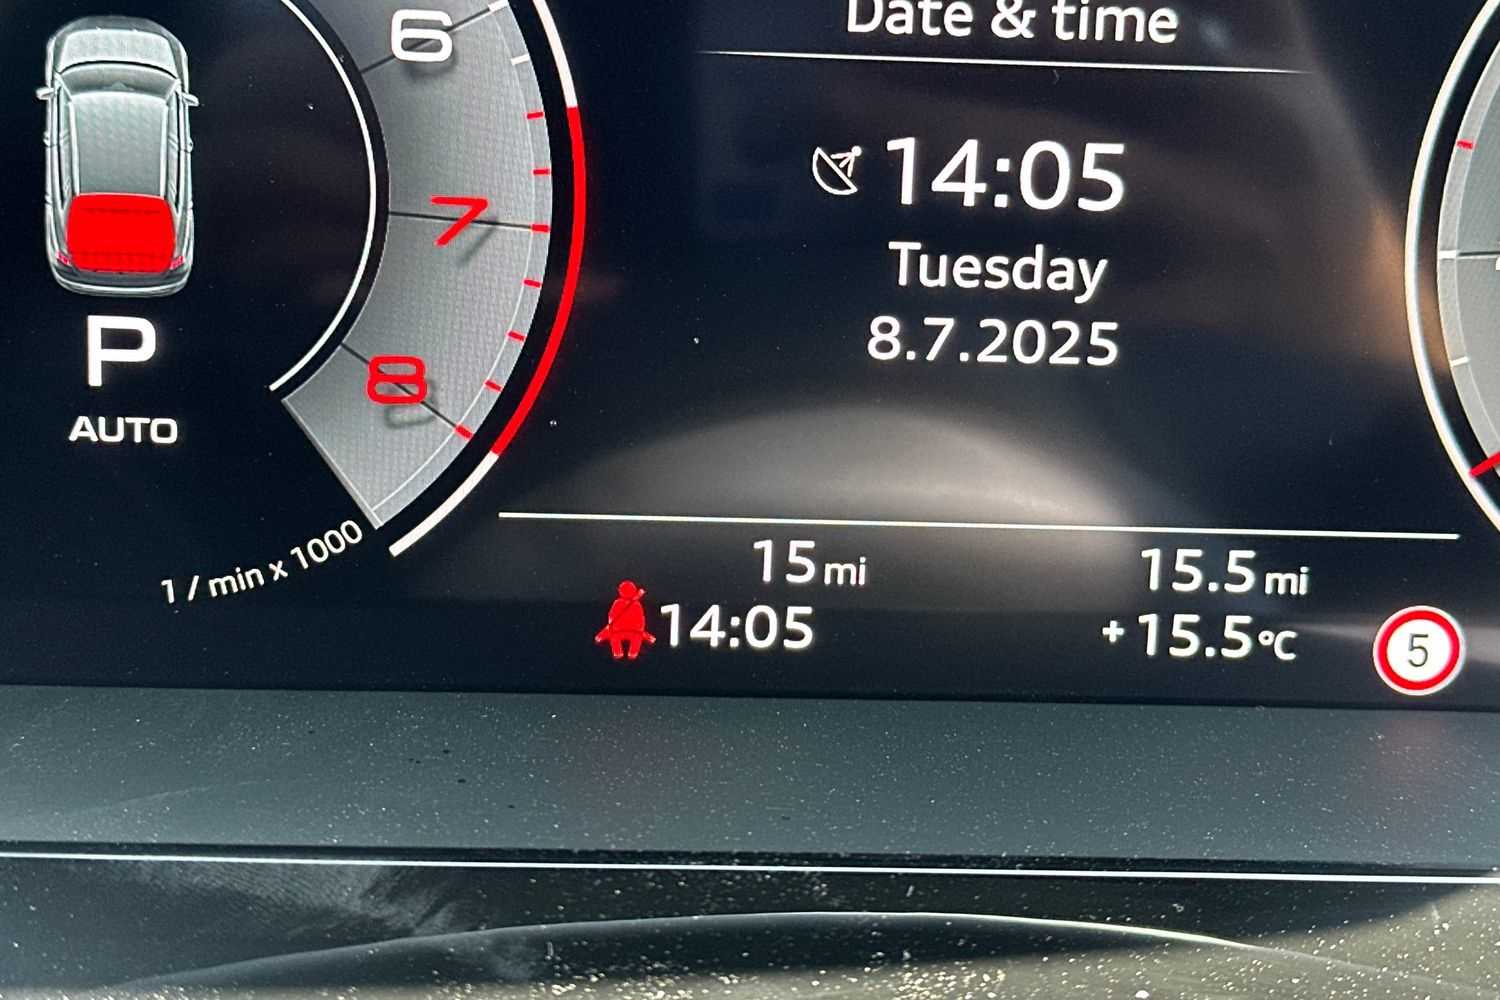 Date & time
14:05
Tuesday
8.7.2025
6
7
8
P
AUTO
1 / min x 1000
15 mi
15.5 mi
14:05
+15.5°C
5